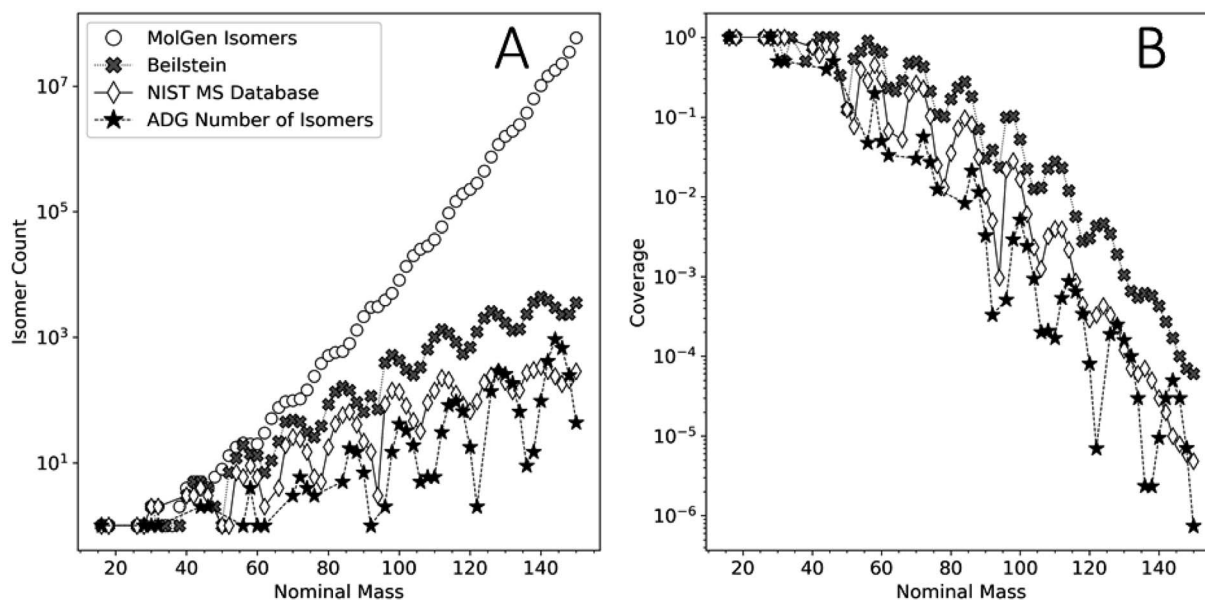 A
MolGen Isomers
Beilstein
NIST MS Database
ADG Number of Isomers
Isomer Count
10^7
10^5
10^3
10^1
20 40 60 80 100 120 140
Nominal Mass
B
Coverage
10^0
10^-1
10^-2
10^-3
10^-4
10^-5
10^-6
20 40 60 80 100 120 140
Nominal Mass